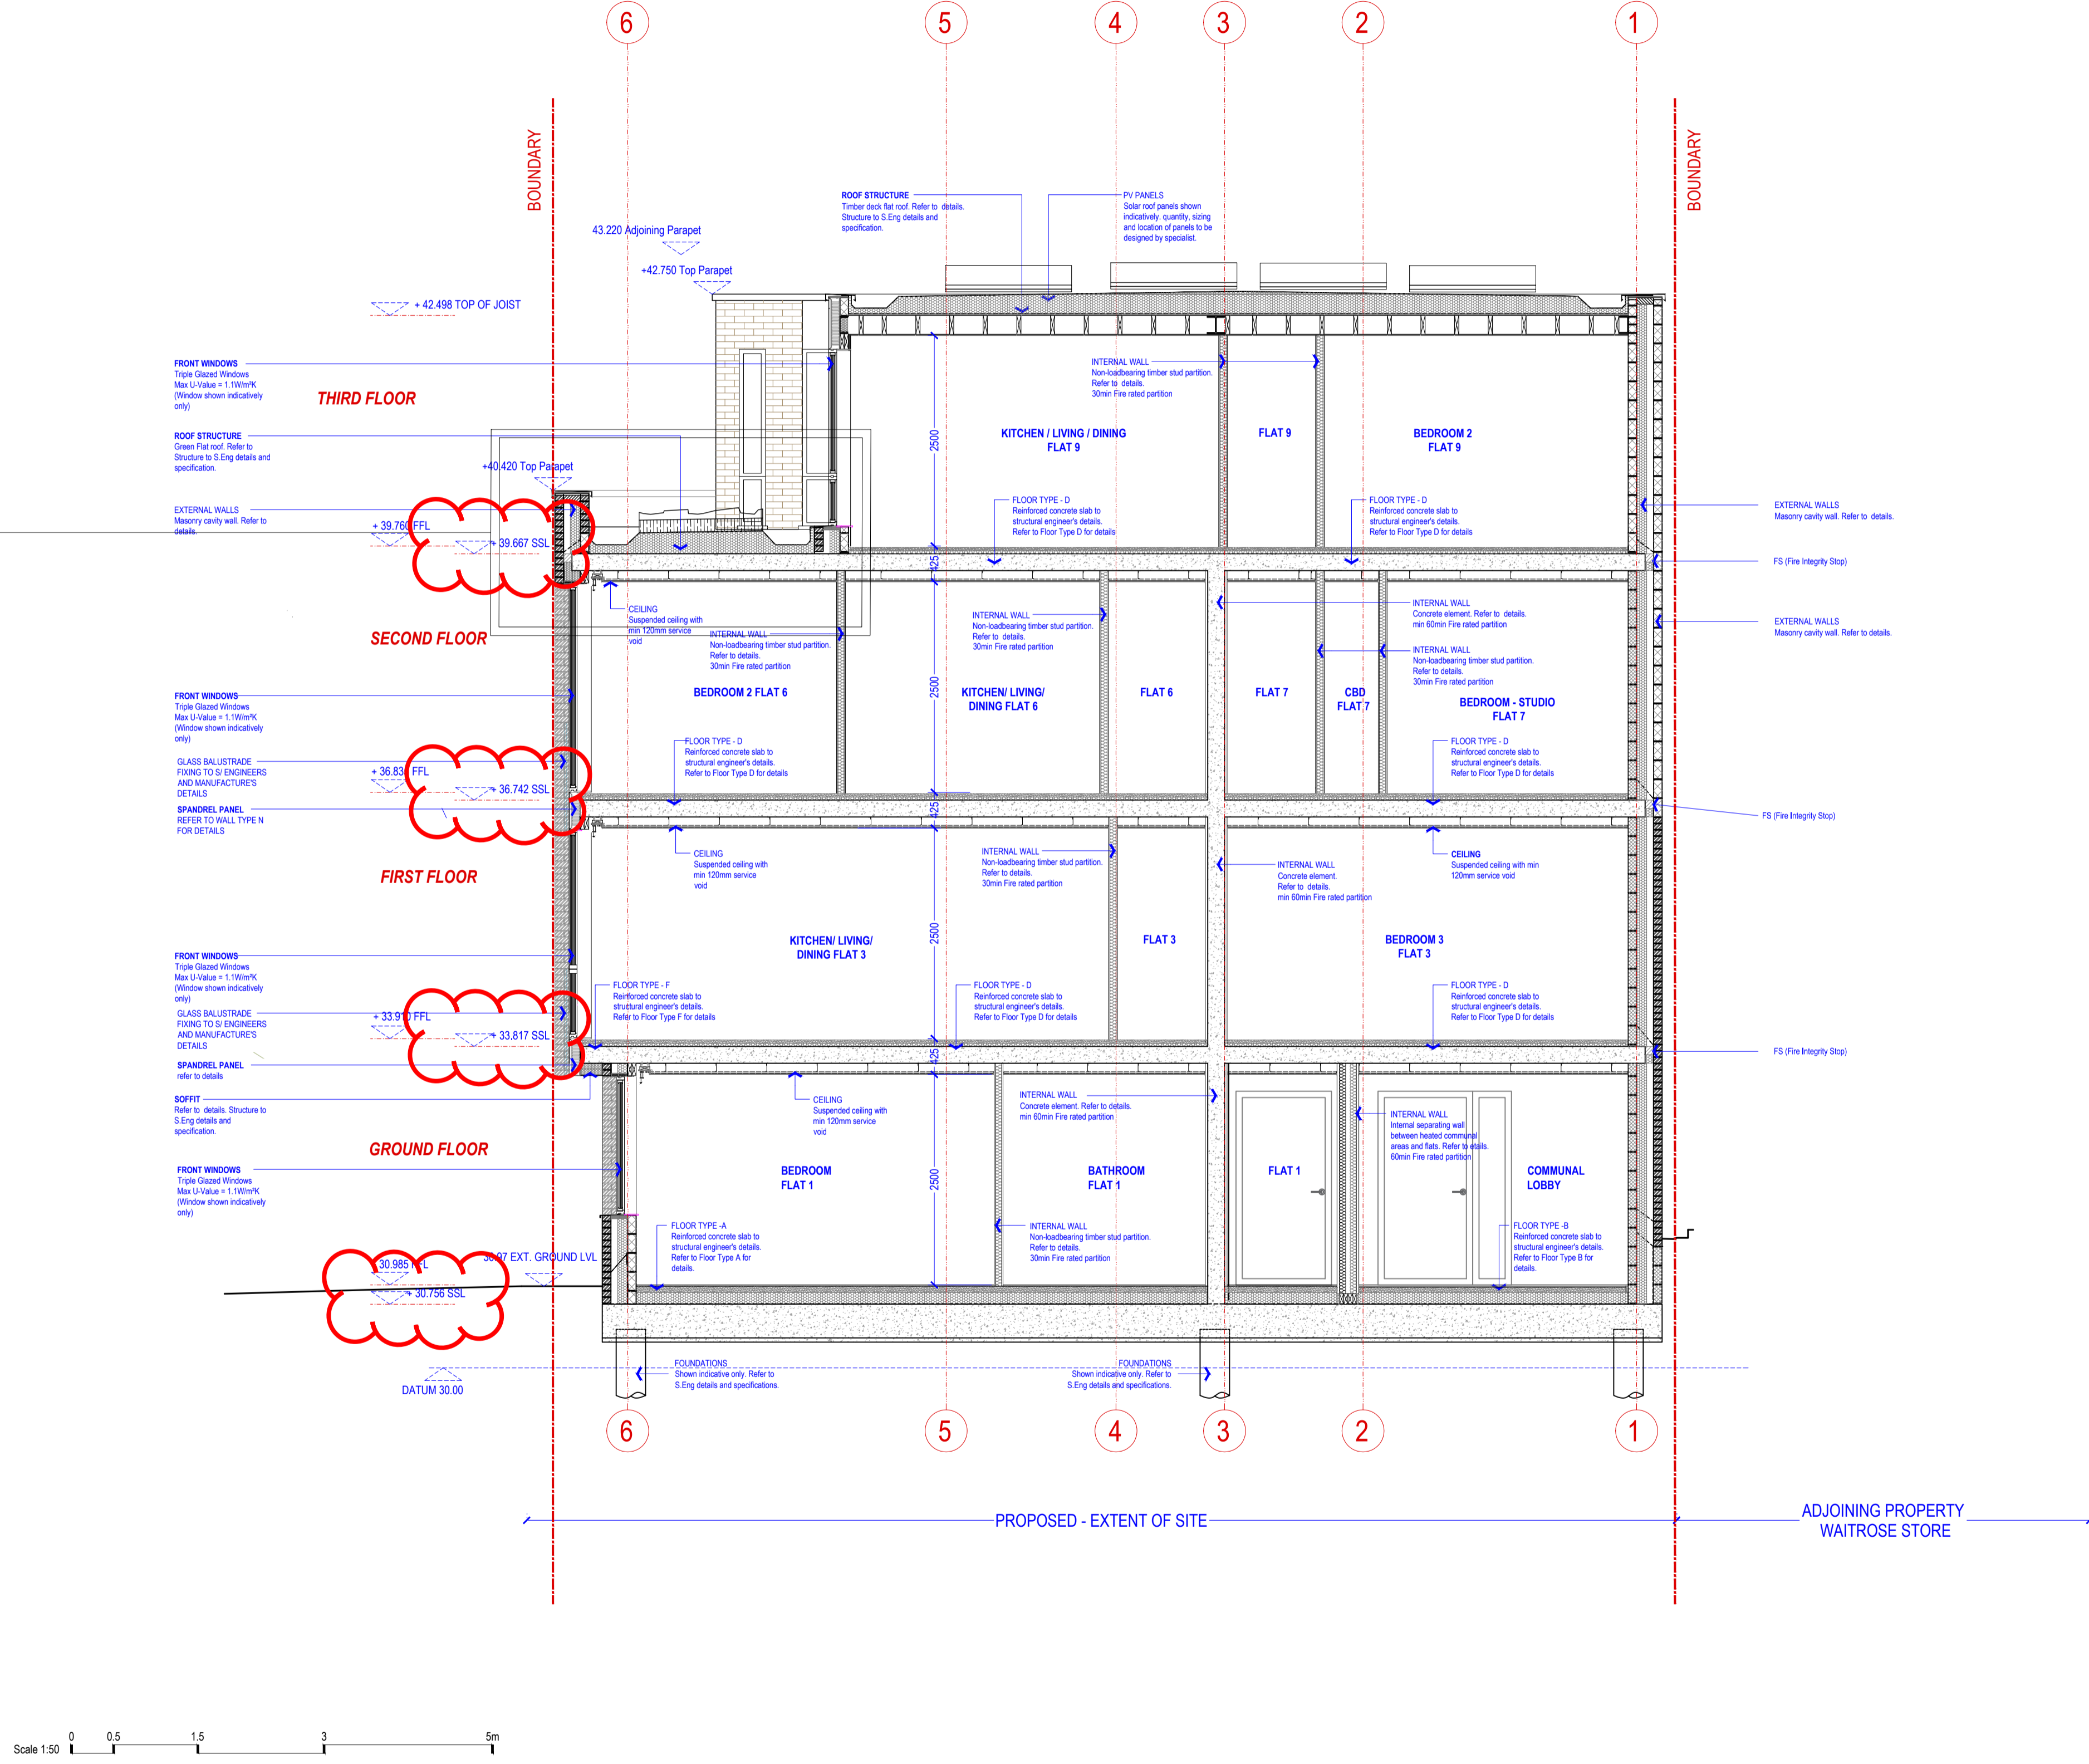 6
5
4
3
2
1
BOUNDARY
BOUNDARY
ROOF STRUCTURE
Timber deck flat roof. Refer to details.
Structure to S.Eng details and
specification.
PV PANELS
Solar roof panels shown
indicatively. quantity, sizing
and location of panels to be
designed by specialist.
43.220 Adjoining Parapet
+42.750 Top Parapet
+ 42.498 TOP OF JOIST
FRONT WINDOWS
Triple Glazed Windows
Max U-Value = 1.1W/m²K
(Window shown indicatively
only)
THIRD FLOOR
INTERNAL WALL
Non-loadbearing timber stud partition.
Refer to details.
30min Fire rated partition
KITCHEN / LIVING / DINING
FLAT 9
FLAT 9
BEDROOM 2
FLAT 9
2500
ROOF STRUCTURE
Green Flat roof. Refer to
Structure to S.Eng details and
specification.
+40.420 Top Parapet
EXTERNAL WALLS
Masonry cavity wall. Refer to
details.
+ 39.760 FFL
+ 39.667 SSL
FLOOR TYPE - D
Reinforced concrete slab to
structural engineer's details.
Refer to Floor Type D for details
FLOOR TYPE - D
Reinforced concrete slab to
structural engineer's details.
Refer to Floor Type D for details
EXTERNAL WALLS
Masonry cavity wall. Refer to details.
425
FS (Fire Integrity Stop)
SECOND FLOOR
CEILING
Suspended ceiling with
min 120mm service
void
INTERNAL WALL
Non-loadbearing timber stud partition.
Refer to details.
30min Fire rated partition
INTERNAL WALL
Non-loadbearing timber stud partition.
Refer to details.
30min Fire rated partition
INTERNAL WALL
Concrete element. Refer to details.
min 60min Fire rated partition
INTERNAL WALL
Non-loadbearing timber stud partition.
Refer to details.
30min Fire rated partition
EXTERNAL WALLS
Masonry cavity wall. Refer to details.
BEDROOM 2 FLAT 6
2500
KITCHEN/ LIVING/
DINING FLAT 6
FLAT 6
FLAT 7
CBD
FLAT 7
BEDROOM - STUDIO
FLAT 7
FRONT WINDOWS
Triple Glazed Windows
Max U-Value = 1.1W/m²K
(Window shown indicatively
only)
GLASS BALUSTRADE
FIXING TO S/ ENGINEERS
AND MANUFACTURE'S
DETAILS
SPANDREL PANEL
REFER TO WALL TYPE N
FOR DETAILS
FFL
+ 36.742 SSL
FLOOR TYPE - D
Reinforced concrete slab to
structural engineer's details.
Refer to Floor Type D for details
FLOOR TYPE - D
Reinforced concrete slab to
structural engineer's details.
Refer to Floor Type D for details
425
FS (Fire Integrity Stop)
FIRST FLOOR
CEILING
Suspended ceiling with
min 120mm service
void
INTERNAL WALL
Non-loadbearing timber stud partition.
Refer to details.
30min Fire rated partition
INTERNAL WALL
Concrete element.
Refer to details.
min 60min Fire rated partition
CEILING
Suspended ceiling with min
120mm service void
KITCHEN/ LIVING/
DINING FLAT 3
2500
FLAT 3
BEDROOM 3
FLAT 3
FRONT WINDOWS
Triple Glazed Windows
Max U-Value = 1.1W/m²K
(Window shown indicatively
only)
GLASS BALUSTRADE
FIXING TO S/ ENGINEERS
AND MANUFACTURE'S
DETAILS
SPANDREL PANEL
refer to details
+ 33.910 FFL
+ 33.817 SSL
FLOOR TYPE - F
Reinforced concrete slab to
structural engineer's details.
Refer to Floor Type F for details
FLOOR TYPE - D
Reinforced concrete slab to
structural engineer's details.
Refer to Floor Type D for details
FLOOR TYPE - D
Reinforced concrete slab to
structural engineer's details.
Refer to Floor Type D for details
425
FS (Fire Integrity Stop)
SOFFIT
Refer to details. Structure to
S.Eng details and
specification.
GROUND FLOOR
CEILING
Suspended ceiling with
min 120mm service
void
INTERNAL WALL
Concrete element. Refer to details.
min 60min Fire rated partition
INTERNAL WALL
Internal separating wall
between heated communal
areas and flats. Refer to etails.
60min Fire rated partition
FRONT WINDOWS
Triple Glazed Windows
Max U-Value = 1.1W/m²K
(Window shown indicatively
only)
BEDROOM
FLAT 1
2500
BATHROOM
FLAT 1
FLAT 1
COMMUNAL
LOBBY
FLOOR TYPE -A
Reinforced concrete slab to
structural engineer's details.
Refer to Floor Type A for
details.
INTERNAL WALL
Non-loadbearing timber stud partition.
Refer to details.
30min Fire rated partition
FLOOR TYPE -B
Reinforced concrete slab to
structural engineer's details.
Refer to Floor Type B for
details.
EXT. GROUND LVL
30.985 FFL
+ 30.756 SSL
FOUNDATIONS
Shown indicative only. Refer to
S.Eng details and specifications.
FOUNDATIONS
Shown indicative only. Refer to
S.Eng details and specifications.
DATUM 30.00
6
5
4
3
2
1
PROPOSED - EXTENT OF SITE
ADJOINING PROPERTY
WAITROSE STORE
Scale 1:50
0 0.5 1.5 3 5m